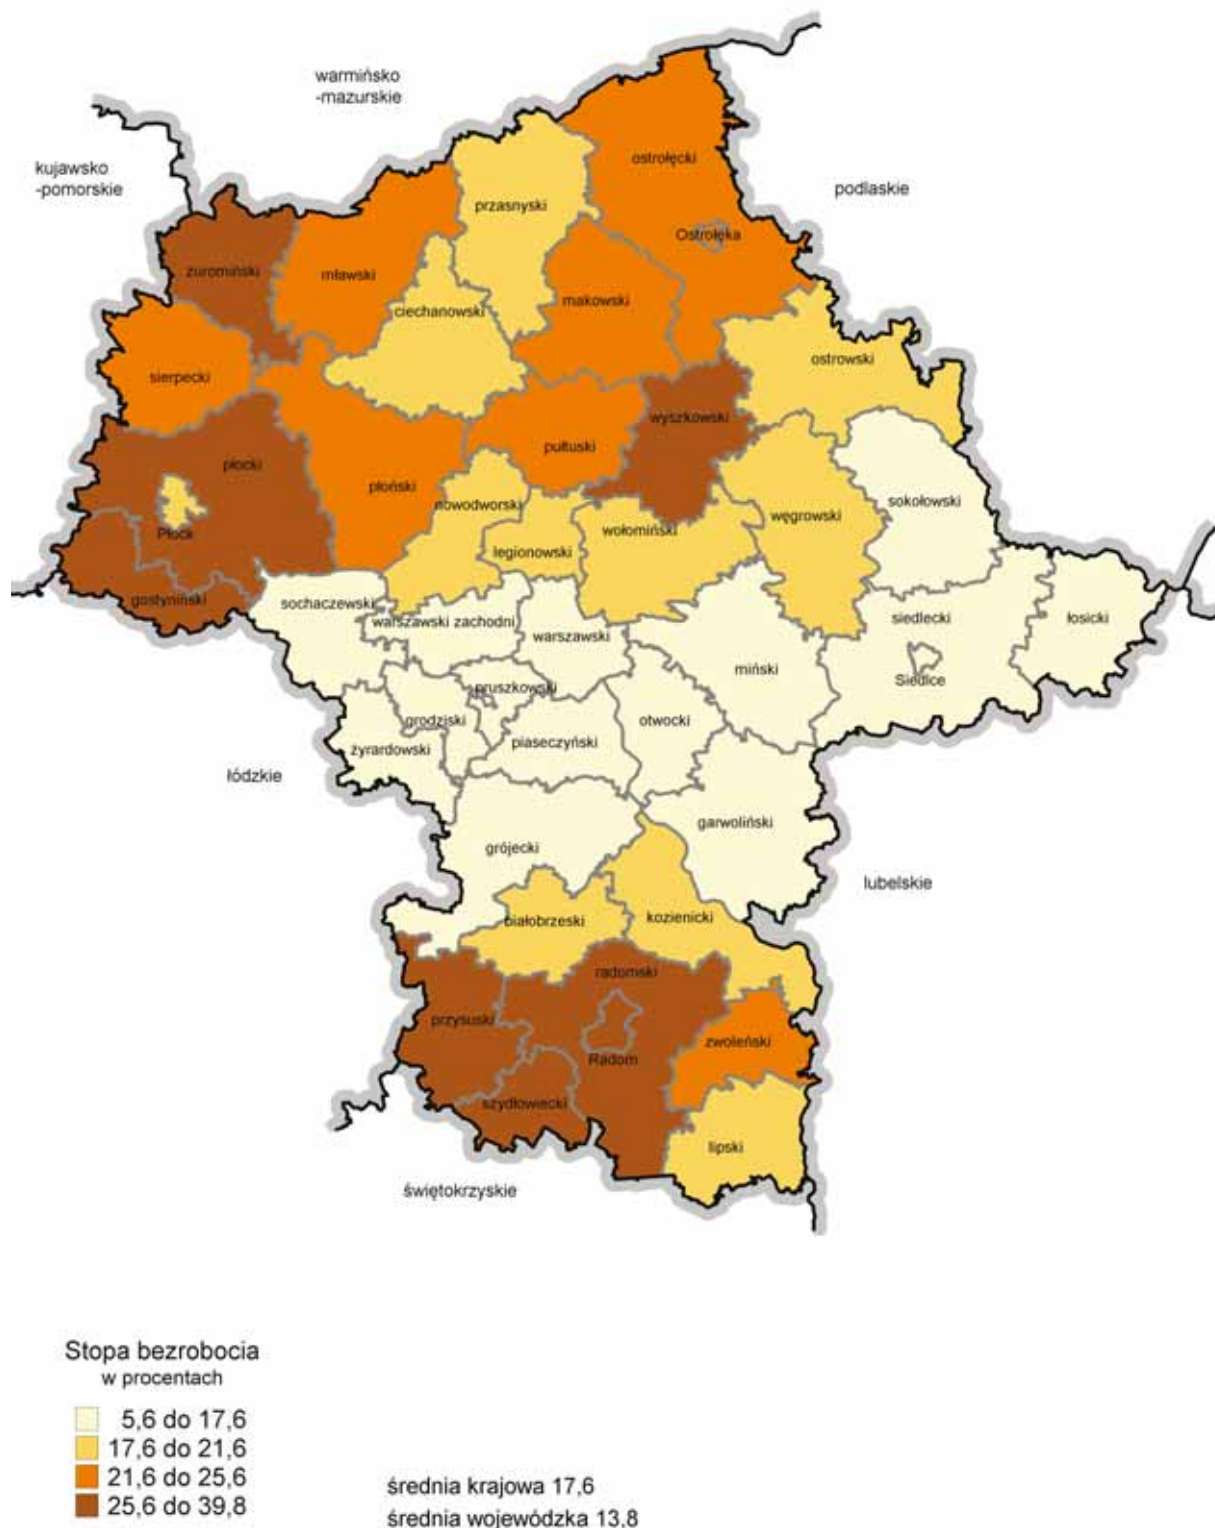 warmińsko
-mazurskie
kujawsko
-pomorskie
podlaskie
ostrołęcki
przasnyski
Ostrołęka
żuromiński
mławski
makowski
ciechanowski
ostrowski
sierpecki
wyszkowski
płocki
pułtuski
płoński
nowodworski
sokołowski
węgrowski
Płock
wołomiński
legionowski
gostyniński
sochaczewski
warszawski zachodni
warszawski
siedlecki
łosicki
miński
Siedlce
pruszkowski
grodziski
otwocki
żyrardowski
piaseczyński
łódzkie
garwoliński
grójecki
lubelskie
białobrzeski
kozienicki
radomski
przysuski
zwoleński
Radom
szydłowiecki
lipski
świętokrzyskie
Stopa bezrobocia
w procentach
5,6 do 17,6
17,6 do 21,6
21,6 do 25,6
25,6 do 39,8
średnia krajowa 17,6
średnia wojewódzka 13,8